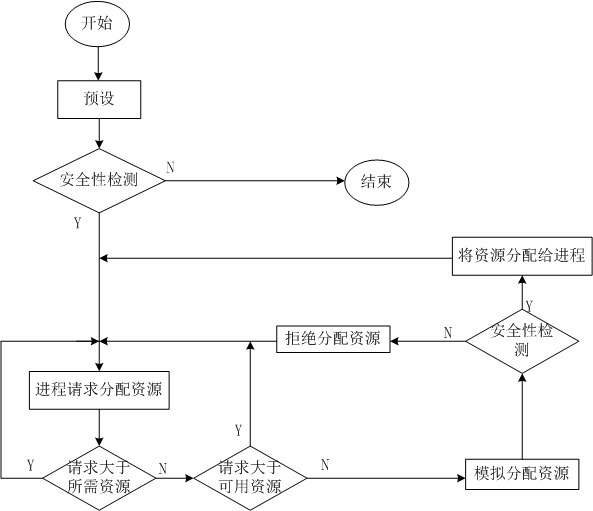 开始
预设
安全性检测
N
结束
Y
将资源分配给进程
Y
安全性检
测
N
拒绝分配资源
进程请求分配资源
Y
请求大于
所需资源
N
Y
请求大于
可用资源
N
模拟分配资源